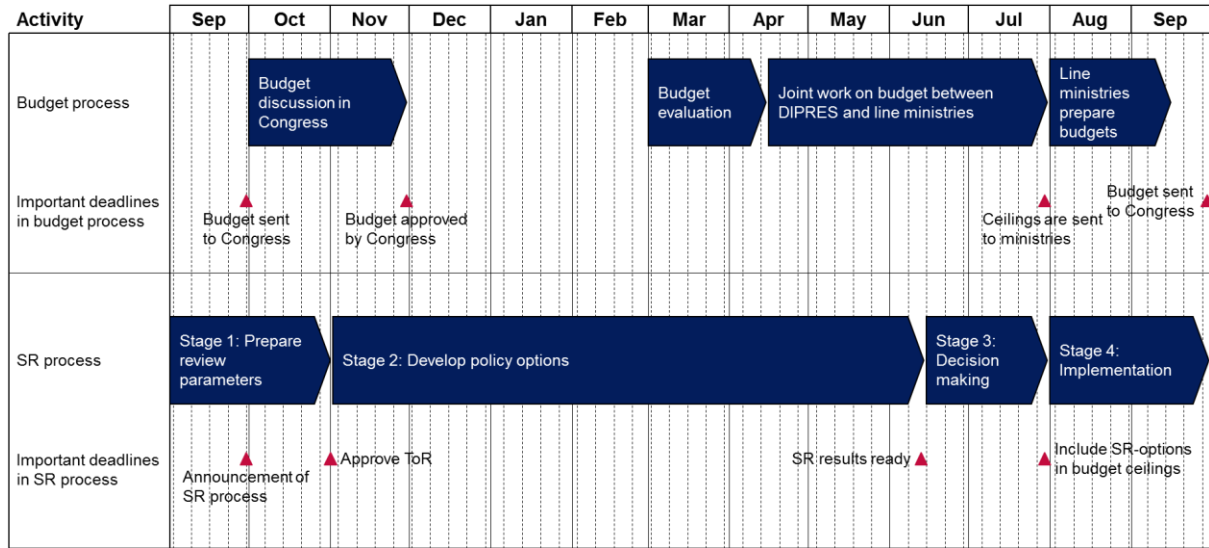 Activity
Sep
Oct
Nov
Dec
Jan
Feb
Mar
Apr
May
Jun
Jul
Aug
Sep
Budget process
Budget
discussion in
Congress
Budget
evaluation
Joint work on budget between
DIPRES and line ministries
Line
ministries
prepare
budgets
Important deadlines
in budget process
Budget sent
to Congress
Budget approved
by Congress
Ceilings are sent
to ministries
Budget sent
to Congress
SR process
Stage 1: Prepare
review
parameters
Stage 2: Develop policy options
Stage 3:
Decision
making
Stage 4:
Implementation
Important deadlines
in SR process
Announcement of
SR process
Approve ToR
SR results ready
Include SR-options
in budget ceilings